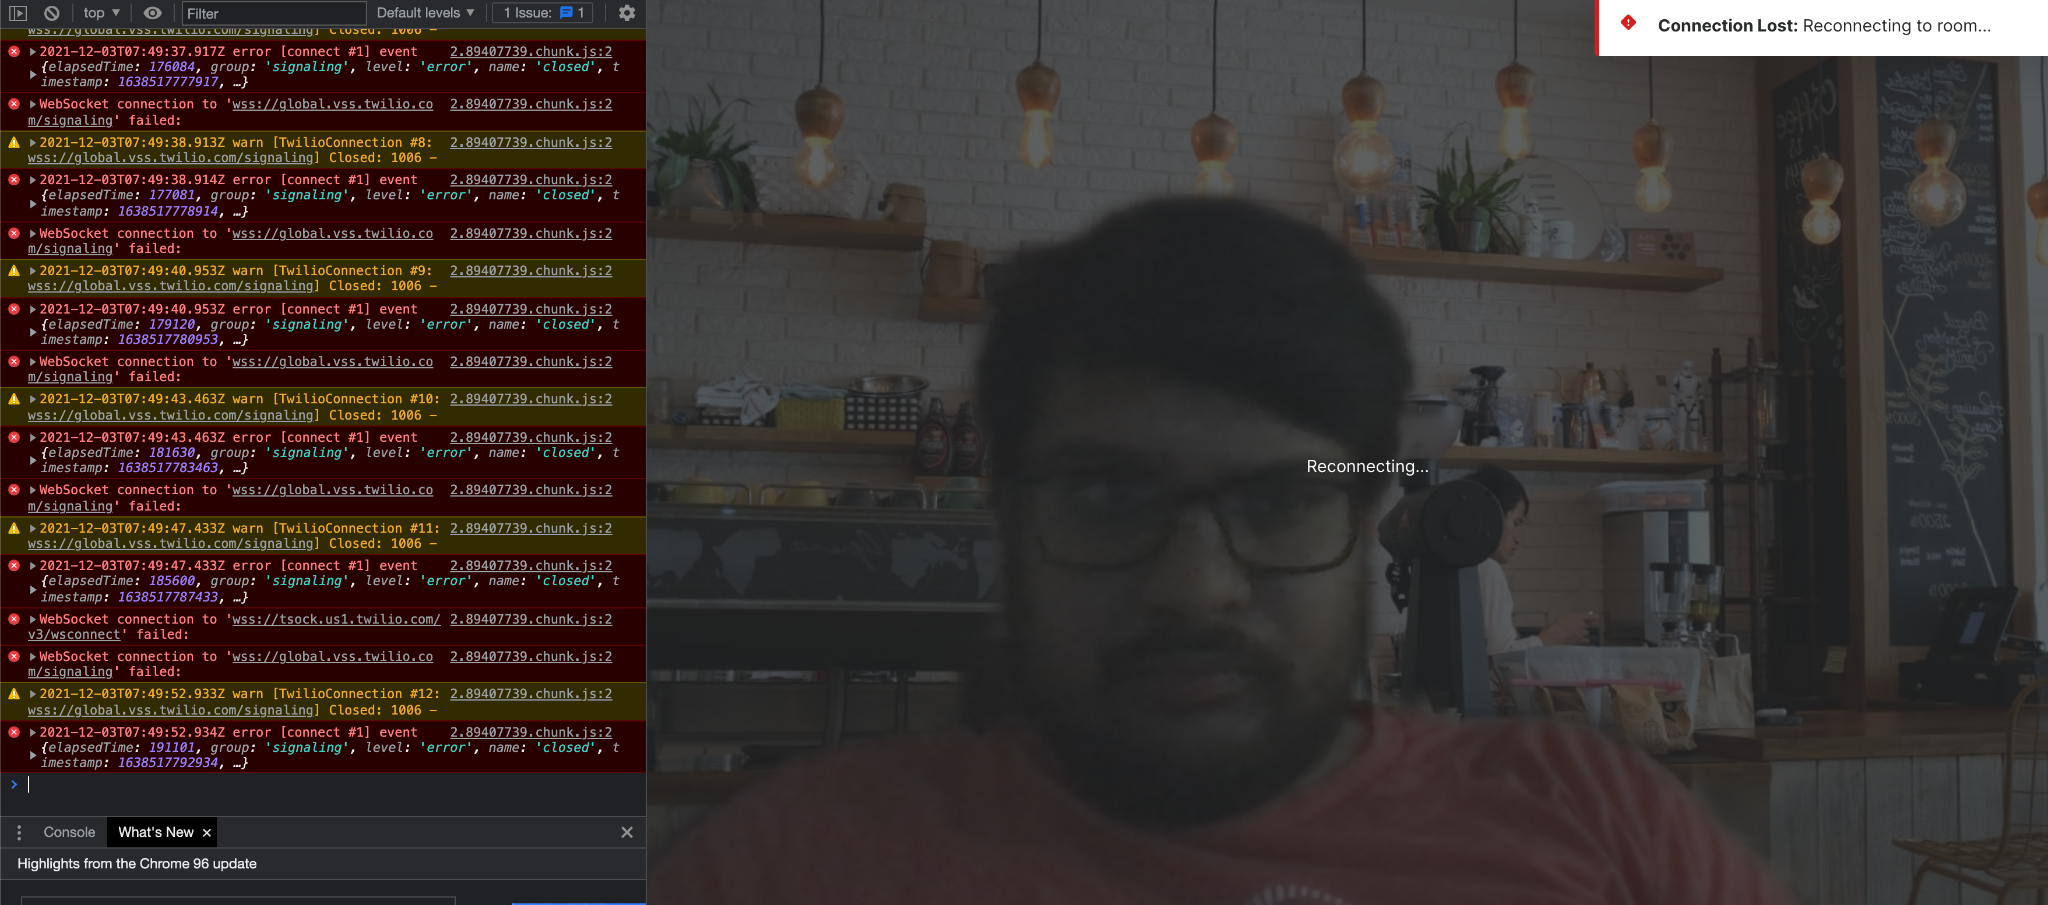 top ▼ Filter Default levels ▼ 1 Issue: 1
wss://global.vss.twilio.com/signaling] Closed: 1006 –
2021-12-03T07:49:37.917Z error [connect #1] event 2.89407739.chunk.js:2
{elapsedTime: 176084, group: 'signaling', level: 'error', name: 'closed', t
imestamp: 1638517777917, …}
WebSocket connection to 'wss://global.vss.twilio.co 2.89407739.chunk.js:2
m/signaling' failed:
2021-12-03T07:49:38.913Z warn [TwilioConnection #8: 2.89407739.chunk.js:2
wss://global.vss.twilio.com/signaling] Closed: 1006 –
2021-12-03T07:49:38.914Z error [connect #1] event 2.89407739.chunk.js:2
{elapsedTime: 177081, group: 'signaling', level: 'error', name: 'closed', t
imestamp: 1638517778914, …}
WebSocket connection to 'wss://global.vss.twilio.co 2.89407739.chunk.js:2
m/signaling' failed:
2021-12-03T07:49:40.953Z warn [TwilioConnection #9: 2.89407739.chunk.js:2
wss://global.vss.twilio.com/signaling] Closed: 1006 –
2021-12-03T07:49:40.953Z error [connect #1] event 2.89407739.chunk.js:2
{elapsedTime: 179120, group: 'signaling', level: 'error', name: 'closed', t
imestamp: 1638517780953, …}
WebSocket connection to 'wss://global.vss.twilio.co 2.89407739.chunk.js:2
m/signaling' failed:
2021-12-03T07:49:43.463Z warn [TwilioConnection #10: 2.89407739.chunk.js:2
wss://global.vss.twilio.com/signaling] Closed: 1006 –
2021-12-03T07:49:43.463Z error [connect #1] event 2.89407739.chunk.js:2
{elapsedTime: 181630, group: 'signaling', level: 'error', name: 'closed', t
imestamp: 1638517783463, …}
WebSocket connection to 'wss://global.vss.twilio.co 2.89407739.chunk.js:2
m/signaling' failed:
2021-12-03T07:49:47.433Z warn [TwilioConnection #11: 2.89407739.chunk.js:2
wss://global.vss.twilio.com/signaling] Closed: 1006 –
2021-12-03T07:49:47.433Z error [connect #1] event 2.89407739.chunk.js:2
{elapsedTime: 185600, group: 'signaling', level: 'error', name: 'closed', t
imestamp: 1638517787433, …}
WebSocket connection to 'wss://tsock.us1.twilio.com/ 2.89407739.chunk.js:2
v3/wsconnect' failed:
WebSocket connection to 'wss://global.vss.twilio.co 2.89407739.chunk.js:2
m/signaling' failed:
2021-12-03T07:49:52.933Z warn [TwilioConnection #12: 2.89407739.chunk.js:2
wss://global.vss.twilio.com/signaling] Closed: 1006 –
2021-12-03T07:49:52.934Z error [connect #1] event 2.89407739.chunk.js:2
{elapsedTime: 191101, group: 'signaling', level: 'error', name: 'closed', t
imestamp: 1638517792934, …}
Console What's New ×
Highlights from the Chrome 96 update
Connection Lost: Reconnecting to room...
Reconnecting...